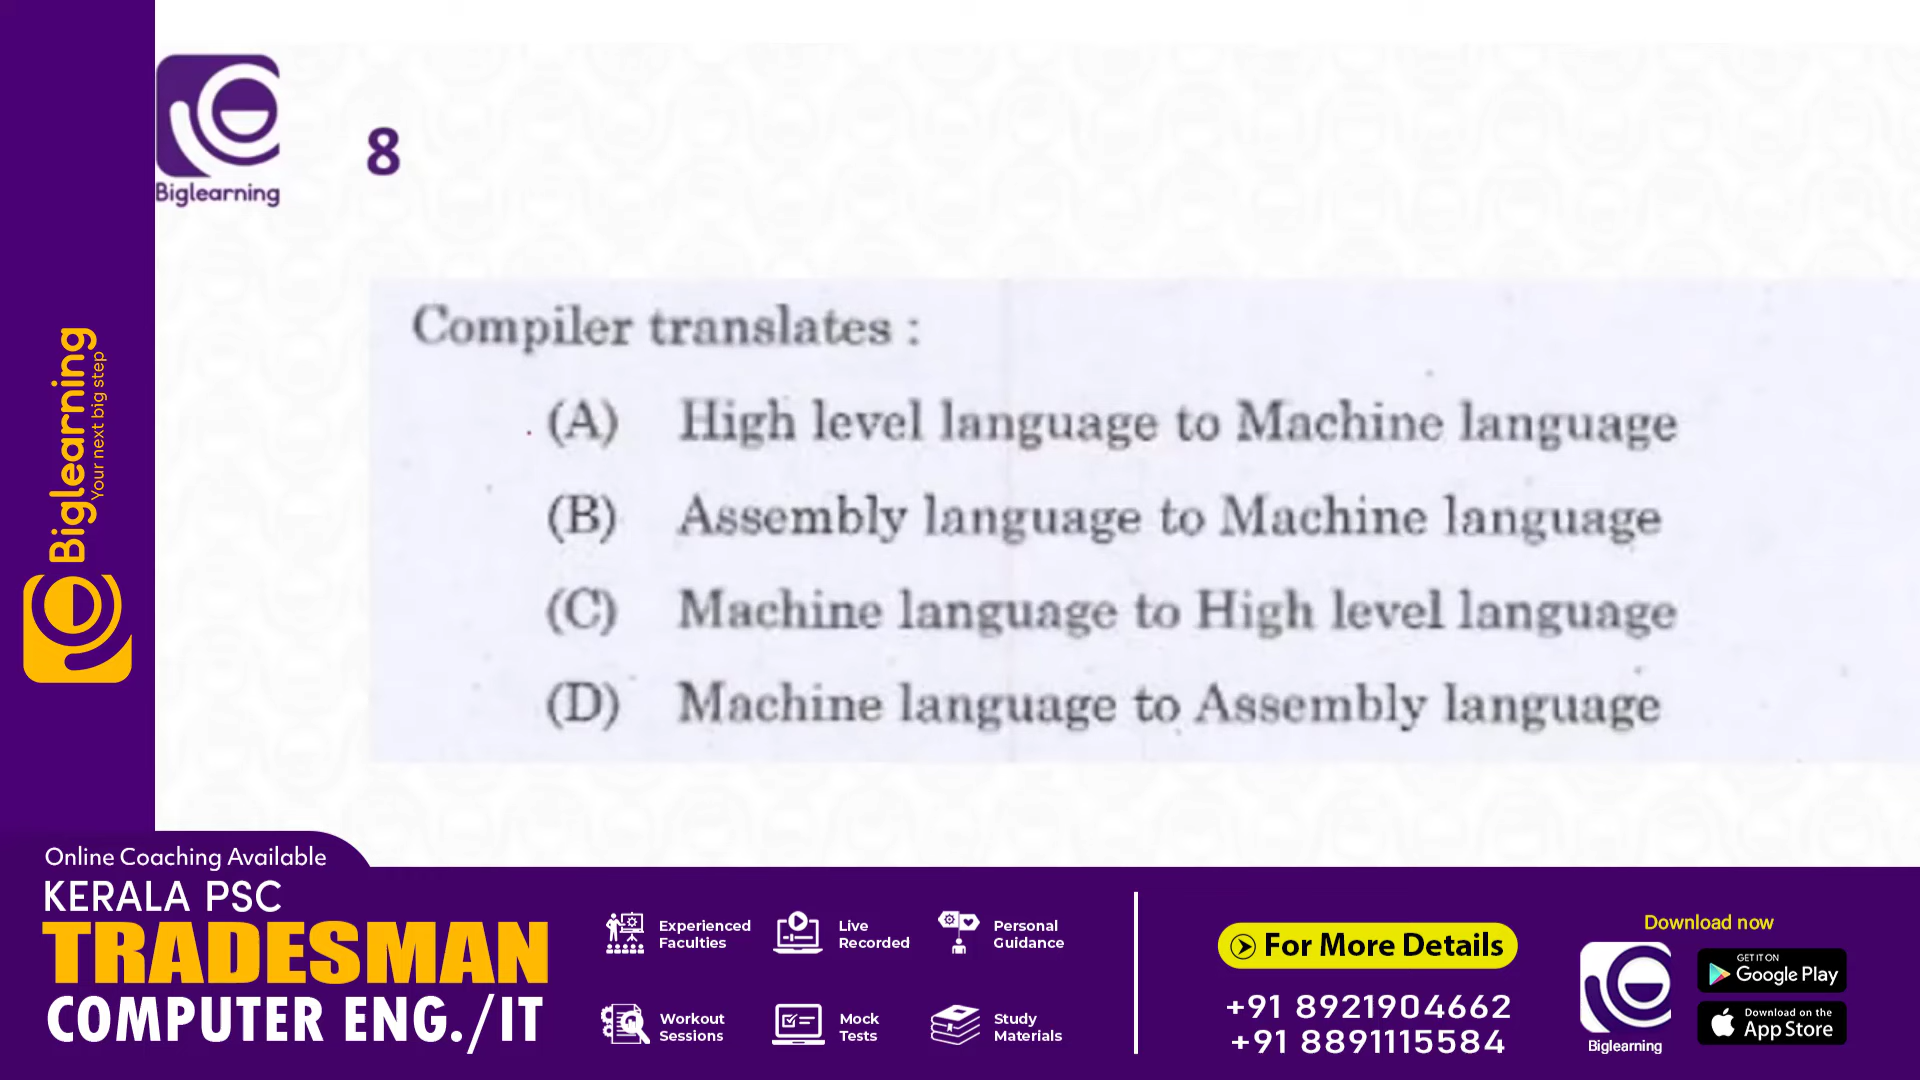 Biglearning
8
Compiler translates :
(A) High level language to Machine language
(B) Assembly language to Machine language
(C) Machine language to High level language
(D) Machine language to Assembly language
Biglearning
Your next big step
Online Coaching Available
KERALA PSC
TRADESMAN
COMPUTER ENG./IT
Experienced
Faculties
Live
Recorded
Personal
Guidance
Workout
Sessions
Mock
Tests
Study
Materials
For More Details
+91 8921904662
+91 8891115584
Download now
Biglearning
GET IT ON
Google Play
Download on the
App Store